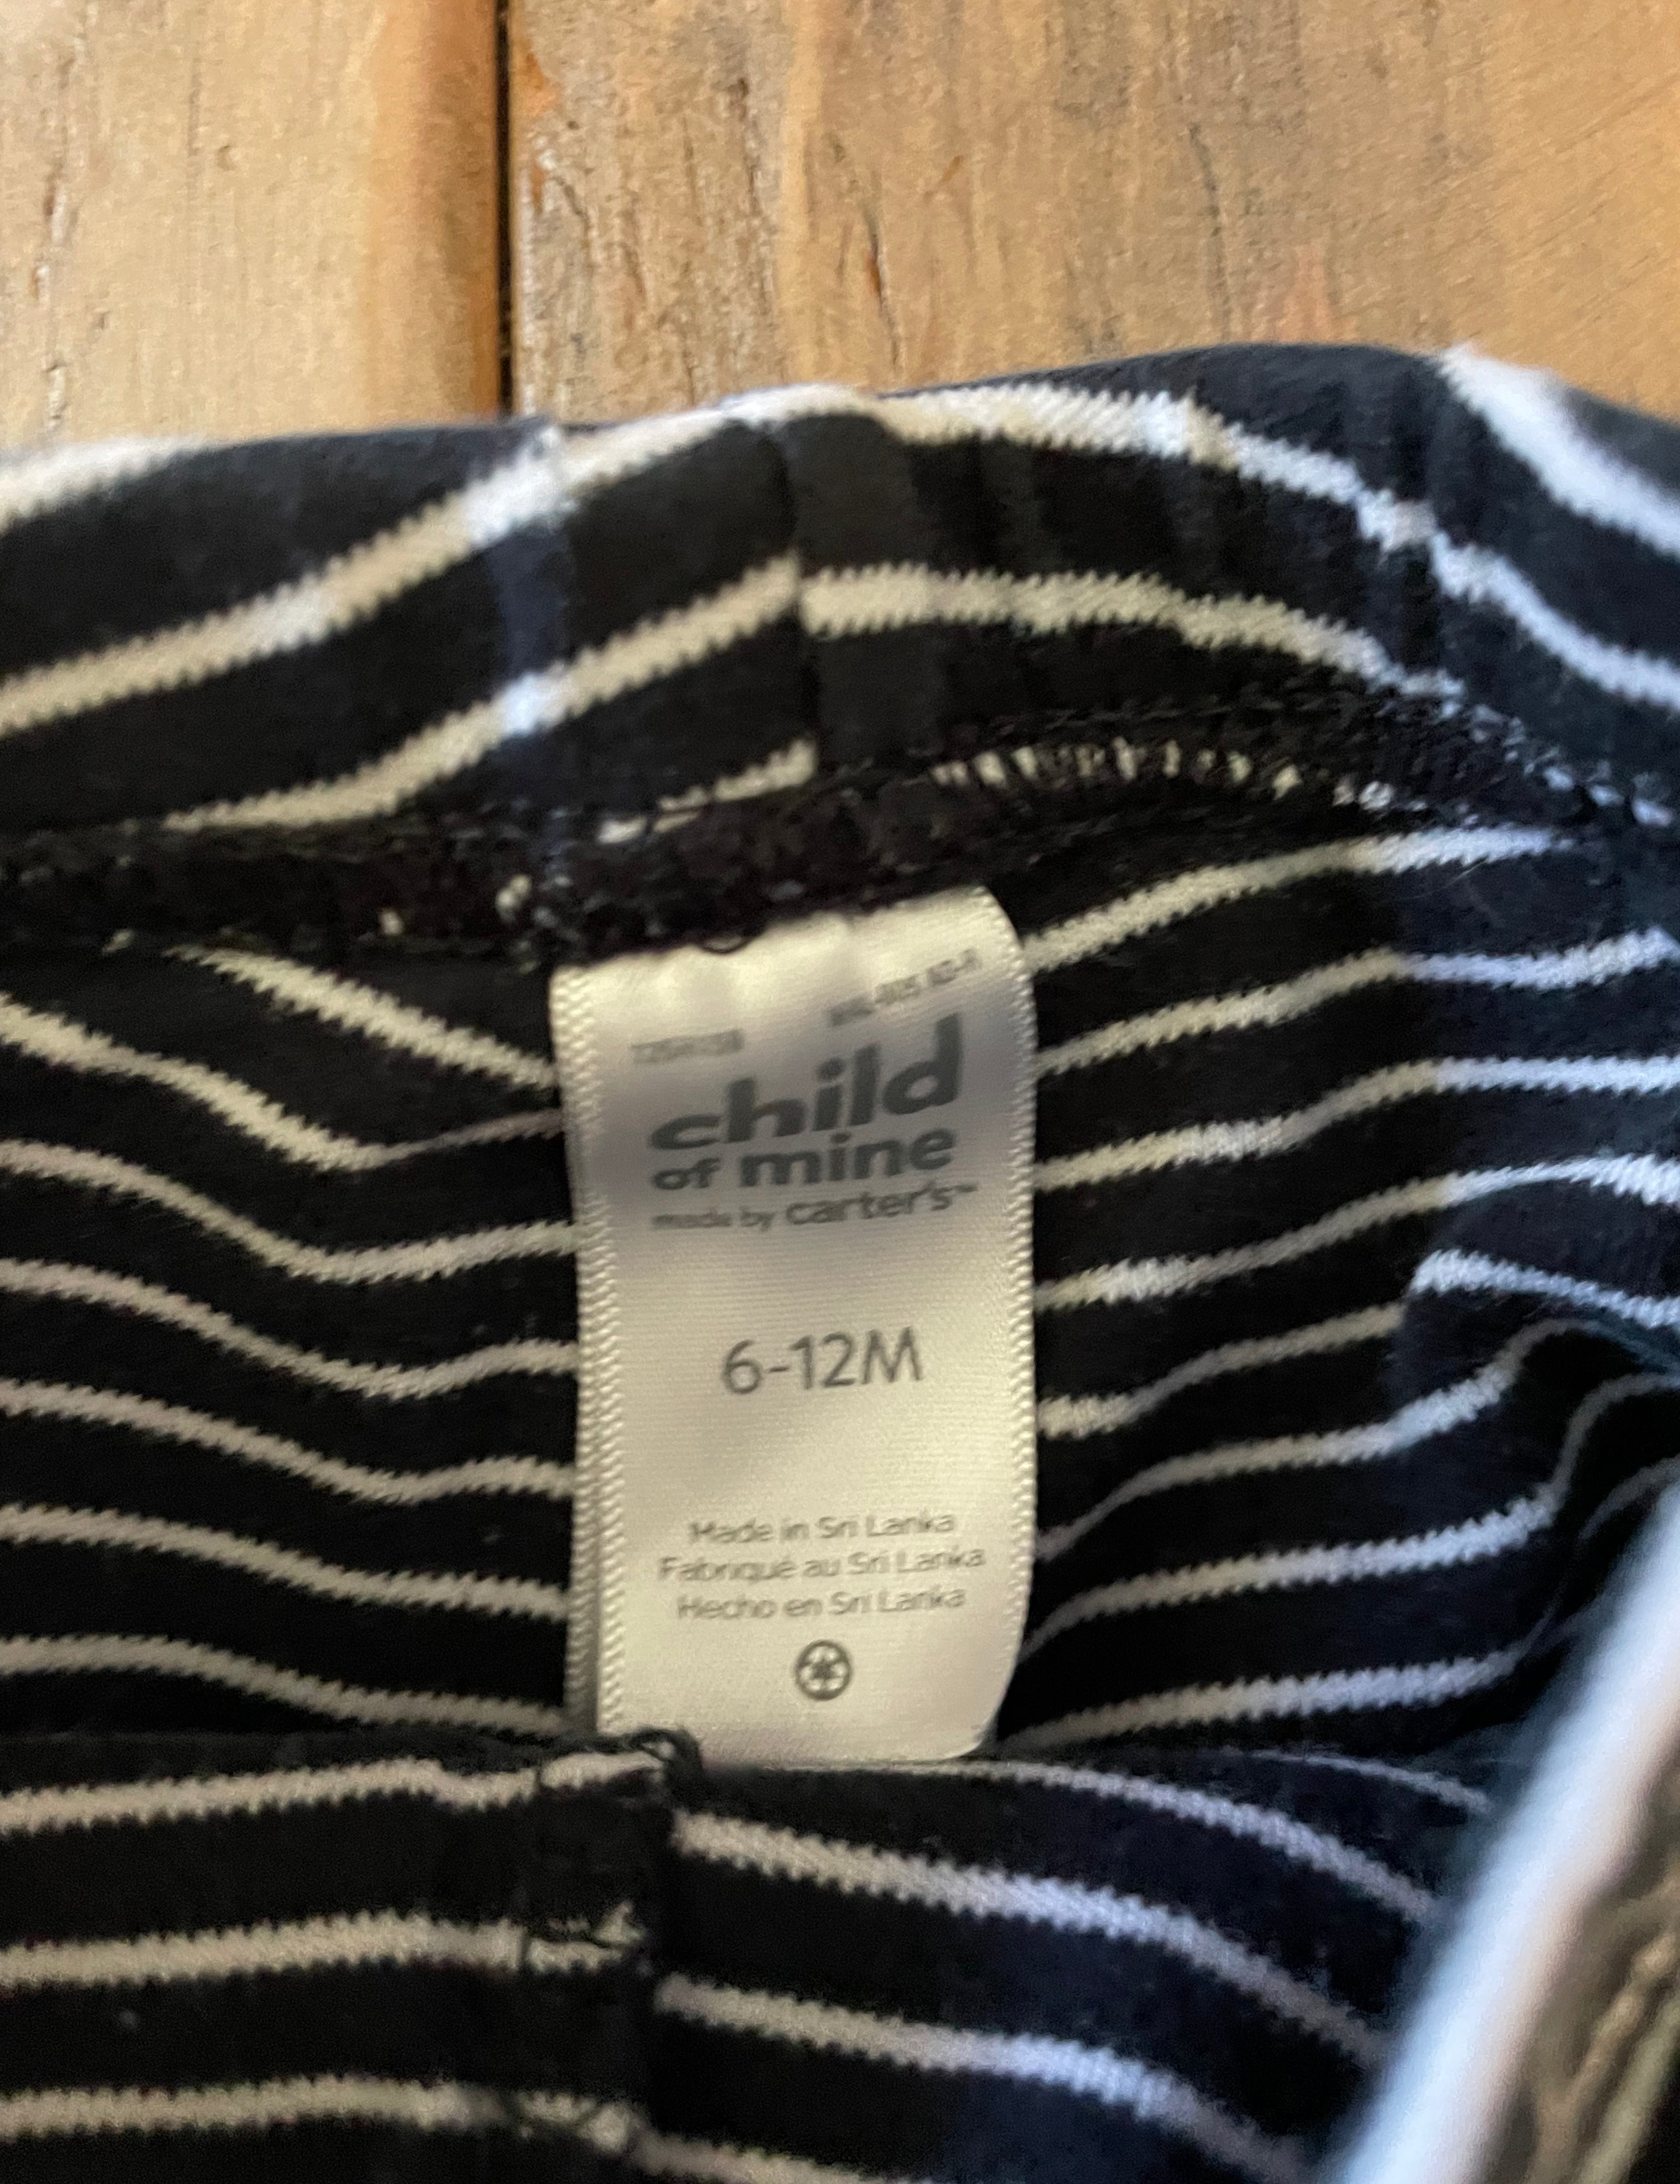 child
of mine
made by carter's™
6-12M
Made in Sri Lanka
Fabriqué au Sri Lanka
Hecho en Sri Lanka